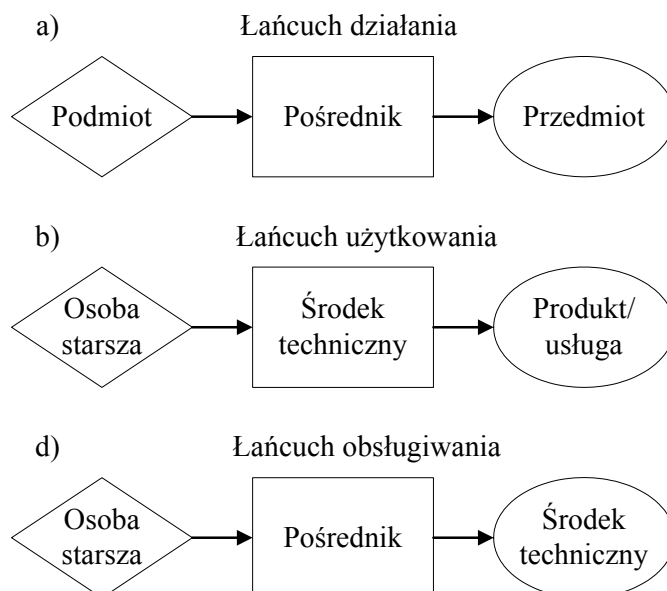 a) Łańcuch działania
Podmiot Pośrednik Przedmiot
b) Łańcuch użytkowania
Osoba Środek Produkt/
starsza techniczny usługa
d) Łańcuch obsługiwania
Osoba Pośrednik Środek
starsza techniczny